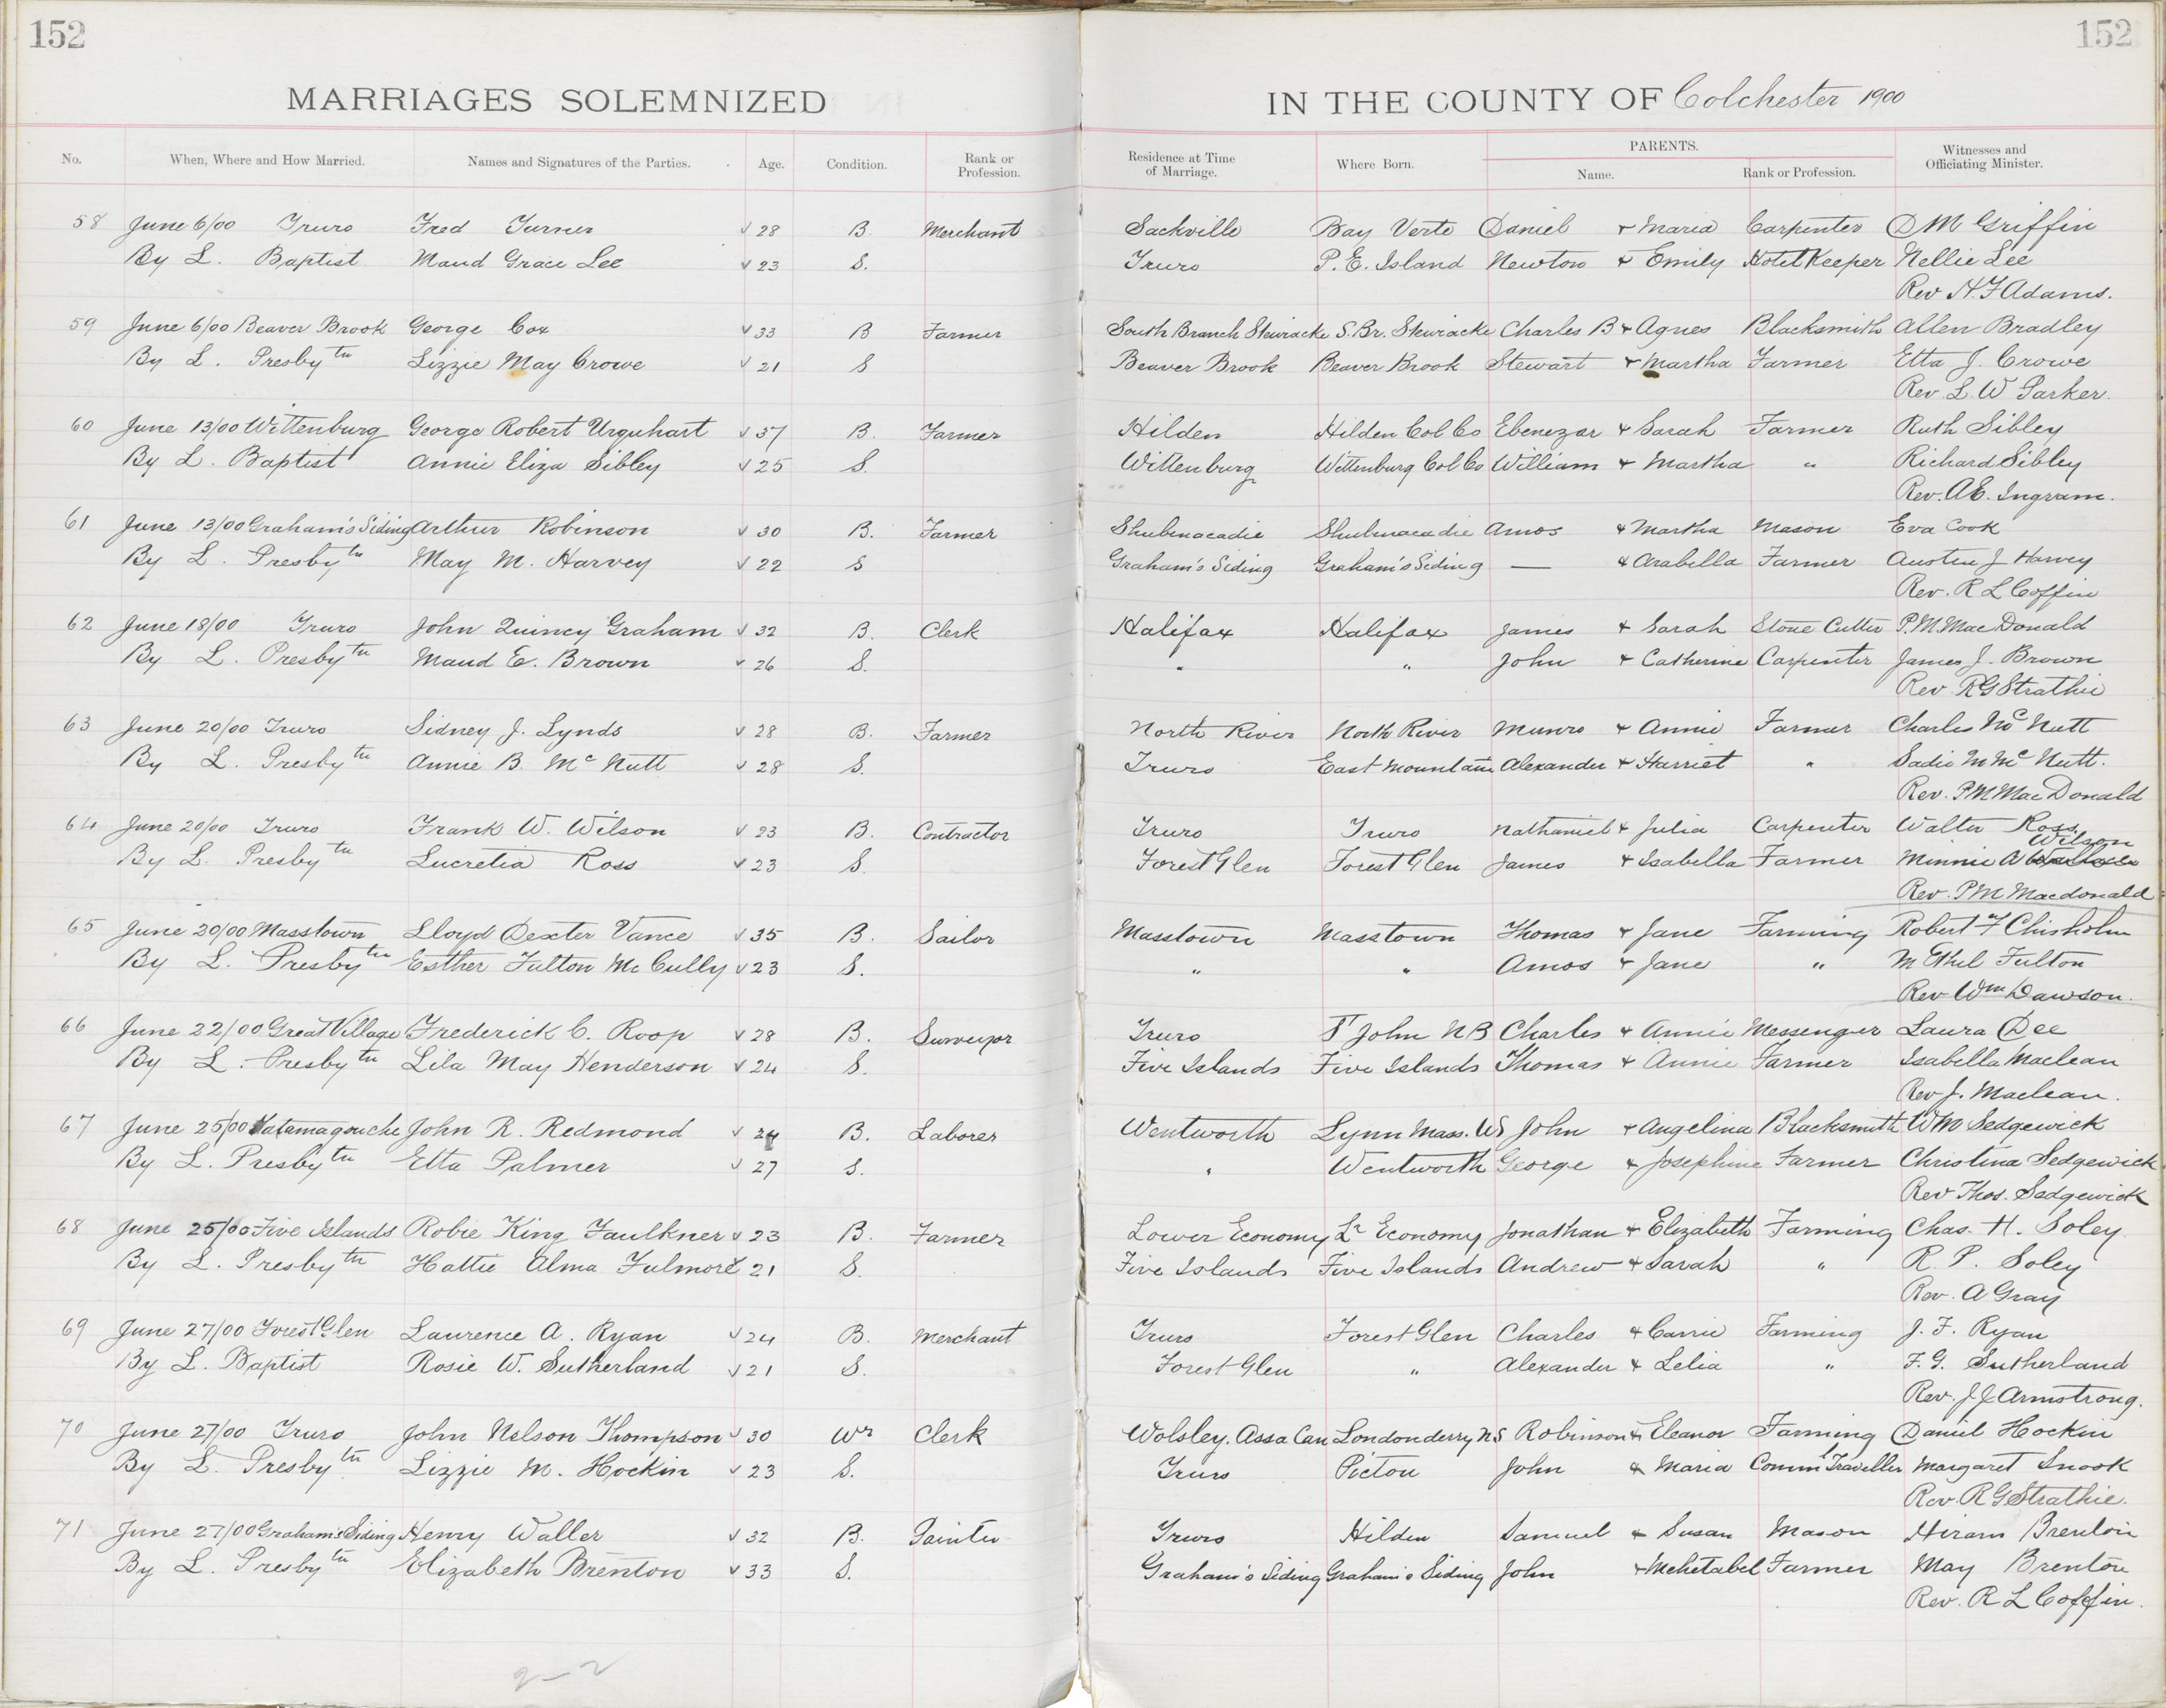 152
152
MARRIAGES SOLEMNIZED
IN THE COUNTY OF Colchester 1900
No. When, Where and How Married. Names and Signatures of the Parties. Age. Condition. Rank or Profession. Residence at Time of Marriage. Where Born. PARENTS. Name. Rank or Profession. Witnesses and Officiating Minister.
58 June 6/00 Truro Fred Turner √ 28 B. Merchant Sackville Bay Verte Daniel & Maria Carpenter D M Griffin
By L. Baptist Maud Grace Lee √ 23 S. Truro P. E. Island Newton & Emily Hotel Keeper Nellie Lee
Rev H. F Adams.
59 June 6/00 Beaver Brook George Cox √ 33 B Farmer South Branch Stewiacke S. Br. Stewiacke Charles B & Agnes Blacksmith Allen Bradley
By L. Presbytn Lizzie May Crowe √ 21 S Beaver Brook Beaver Brook Stewart & Martha Farmer Etta J. Crowe
Rev. L. W Parker.
60 June 13/00 Wittenburg George Robert Urquhart √ 37 B. Farmer Hilden Hilden Col Co Ebenezar & Sarah Farmer Ruth Sibley
By L. Baptist Annie Eliza Sibley √ 25 S. Wittenburg Wittenburg Col Co William & Martha " Richard Sibley
Rev. A E. Ingram.
61 June 13/00 Graham's Siding Arthur Robinson √ 30 B. Farmer Shubenacadie Shubenacadie Amos & Martha Mason Eva Cook
By L. Presbytn May M. Harvey √ 22 S Graham's Siding Graham's Siding — & Arabella Farmer Austin J Harvey
Rev. R L Coffin
62 June 18/00 Truro John Quincy Graham √ 32 B. Clerk Halifax Halifax James & Sarah Stone Cutter P. M. MacDonald
By L. Presbytn Maud E. Brown √ 26 S. " " John & Catherine Carpenter James J. Brown
Rev. R G Strathie
63 June 20/00 Truro Sidney J. Lynds √ 28 B. Farmer North River North River Munro & Annie Farmer Charles McNutt
By L. Presbytn Annie B. McNutt √ 28 S. Truro East Mountain Alexander & Harriet " Sadie M McNutt.
Rev. P M MacDonald
64 June 20/00 Truro Frank W. Wilson √ 23 B. Contractor Truro Truro Nathaniel & Julia Carpenter Walter Ross
By L. Presbytn Lucretia Ross √ 23 S. Forest Glen Forest Glen James & Isabella Farmer Minnie A Wilson
Rev. P M Macdonald
65 June 20/00 Masstown Lloyd Dexter Vance √ 35 B. Sailor Masstown Masstown Thomas & Jane Farming Robert F Chisholm
By L. Presbytn Esther Fulton McCully √ 23 S. " " Amos & Jane " M Ethel Fulton
Rev Wm Dawson.
66 June 22/00 Great Village Frederick C. Roop √ 28 B. Surveyor Truro St John N B Charles & Annie Messenger Laura Dee
By L. Presbytn Lila May Henderson √ 24 S. Five Islands Five Islands Thomas & Annie Farmer Isabella Maclean
Rev J. Maclean.
67 June 25/00 Tatamagouche John R. Redmond √ 24 B. Laborer Wentworth Lynn Mass. US John & Angelina Blacksmith W M Sedgewick
By L. Presbytn Etta Palmer √ 27 S. " Wentworth George & Josephine Farmer Christina Sedgewick
Rev Thos. Sedgewick
68 June 25/00 Five Islands Robie King Faulkner √ 23 B. Farmer Lower Economy Lr Economy Jonathan & Elizabeth Farming Chas. H. Soley
By L. Presbytn Hattie Alma Fulmore √ 21 S. Five Islands Five Islands Andrew & Sarah " R. P. Soley
Rev. A Gray
69 June 27/00 Forest Glen Laurence A. Ryan √ 24 B. Merchant Truro Forest Glen Charles & Carrie Farming J. F. Ryan
By L. Baptist Rosie W. Sutherland √ 21 S. Forest Glen " Alexander & Lelia " F. G. Sutherland
Rev. J J Armstrong.
70 June 27/00 Truro John Nelson Thompson √ 30 Wr Clerk Wolsley. Assa Can Londonderry NS Robinson & Eleanor Farming Daniel Hockin
By L. Presbytn Lizzie M. Hockin √ 23 S. Truro Pictou John & Maria Comml Traveller Margaret Snook
Rev. R G Strathie.
71 June 27/00 Graham's Siding Henry Waller √ 32 B. Painter Truro Hilden Samuel & Susan Mason Hiram Brenton
By L. Presbytn Elizabeth Brenton √ 33 S. Graham's Siding Graham's Siding John & Mehetabel Farmer May Brenton
Rev. R L Coffin.
2-2